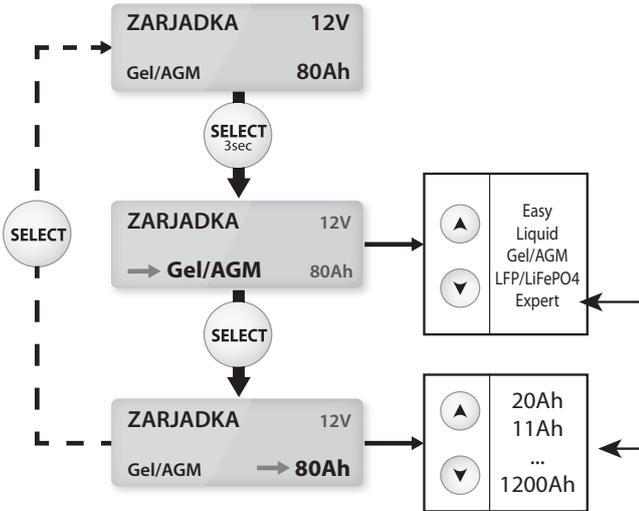 ZARJADKA 12V
Gel/AGM 80Ah
SELECT
3sec
ZARJADKA 12V
Gel/AGM 80Ah
SELECT
Easy
Liquid
Gel/AGM
LFP/LiFePO4
Expert
SELECT
ZARJADKA 12V
Gel/AGM 80Ah
20Ah
11Ah
...
1200Ah